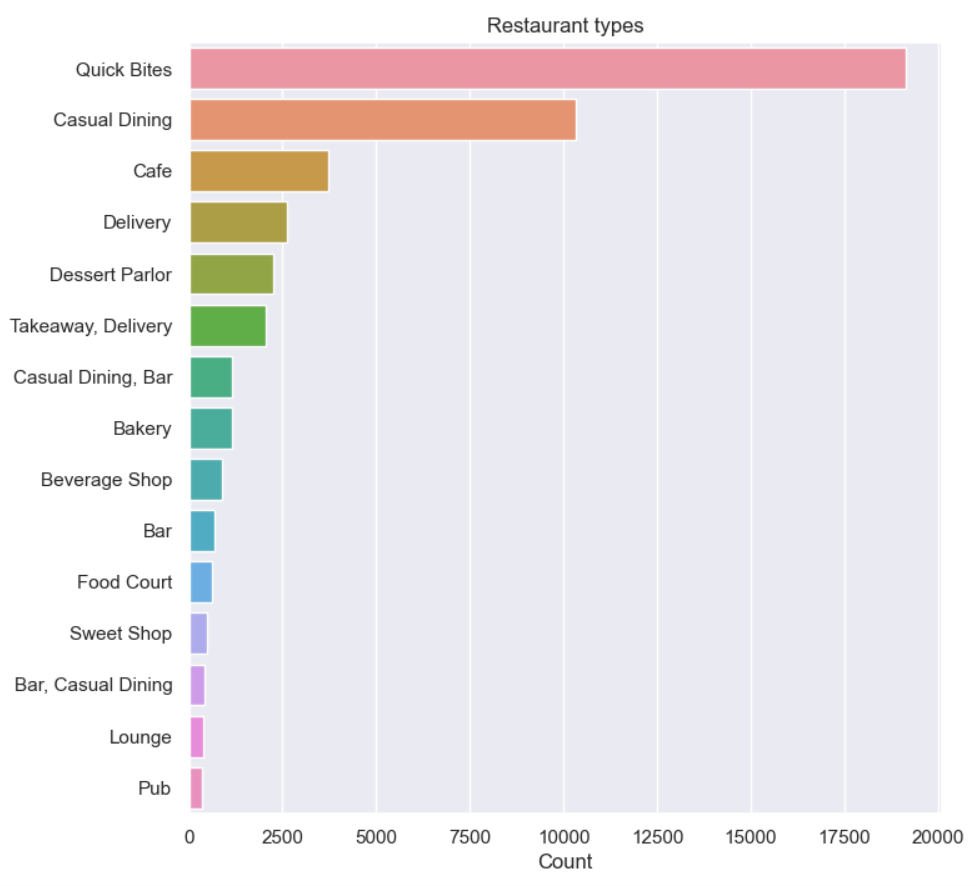 Restaurant types
Quick Bites
Casual Dining
Cafe
Delivery
Dessert Parlor
Takeaway, Delivery
Casual Dining, Bar
Bakery
Beverage Shop
Bar
Food Court
Sweet Shop
Bar, Casual Dining
Lounge
Pub
0 2500 5000 7500 10000 12500 15000 17500 20000
Count